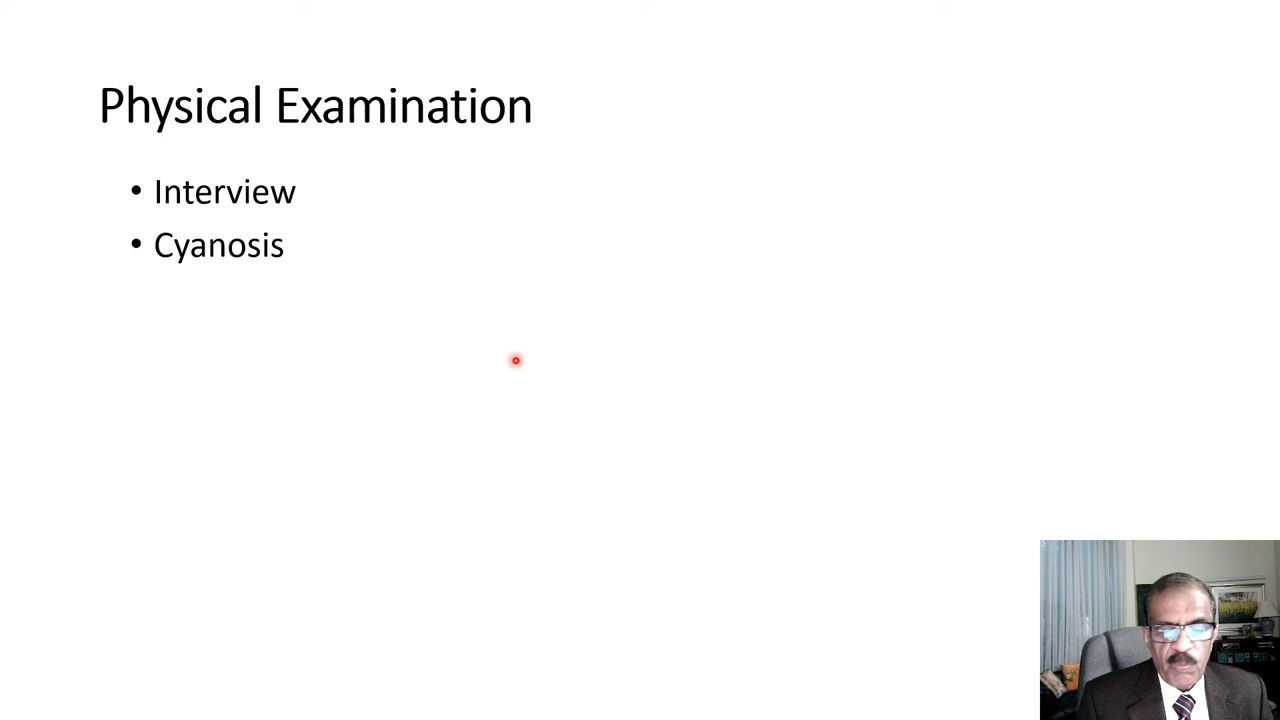 Physical Examination
• Interview
• Cyanosis